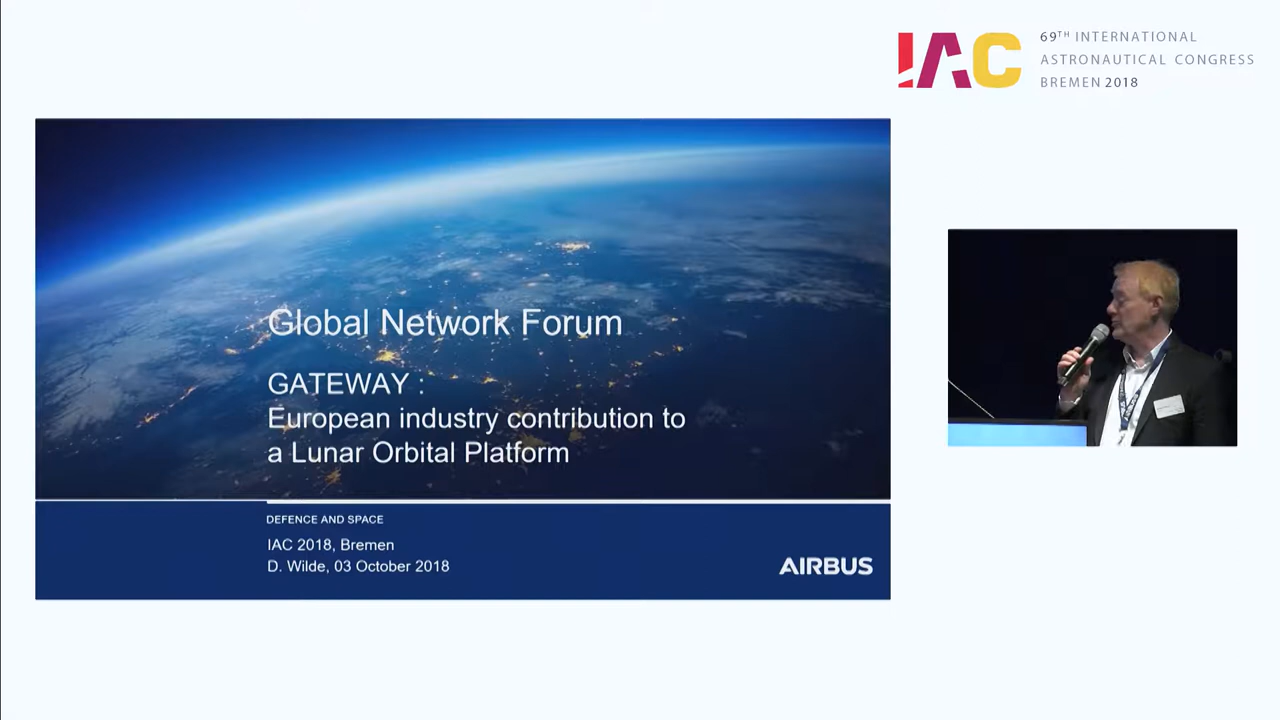 IAC
69TH INTERNATIONAL
ASTRONAUTICAL CONGRESS
BREMEN 2018
Global Network Forum
GATEWAY :
European industry contribution to
a Lunar Orbital Platform
DEFENCE AND SPACE
IAC 2018, Bremen
D. Wilde, 03 October 2018
AIRBUS